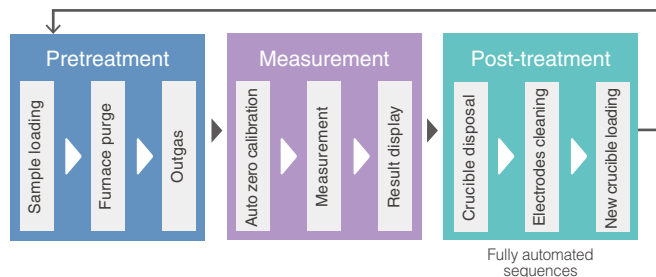 Pretreatment
Sample loading
Furnace purge
Outgas
Measurement
Auto zero calibration
Measurement
Result display
Post-treatment
Crucible disposal
Electrodes cleaning
New crucible loading
Fully automated
sequences